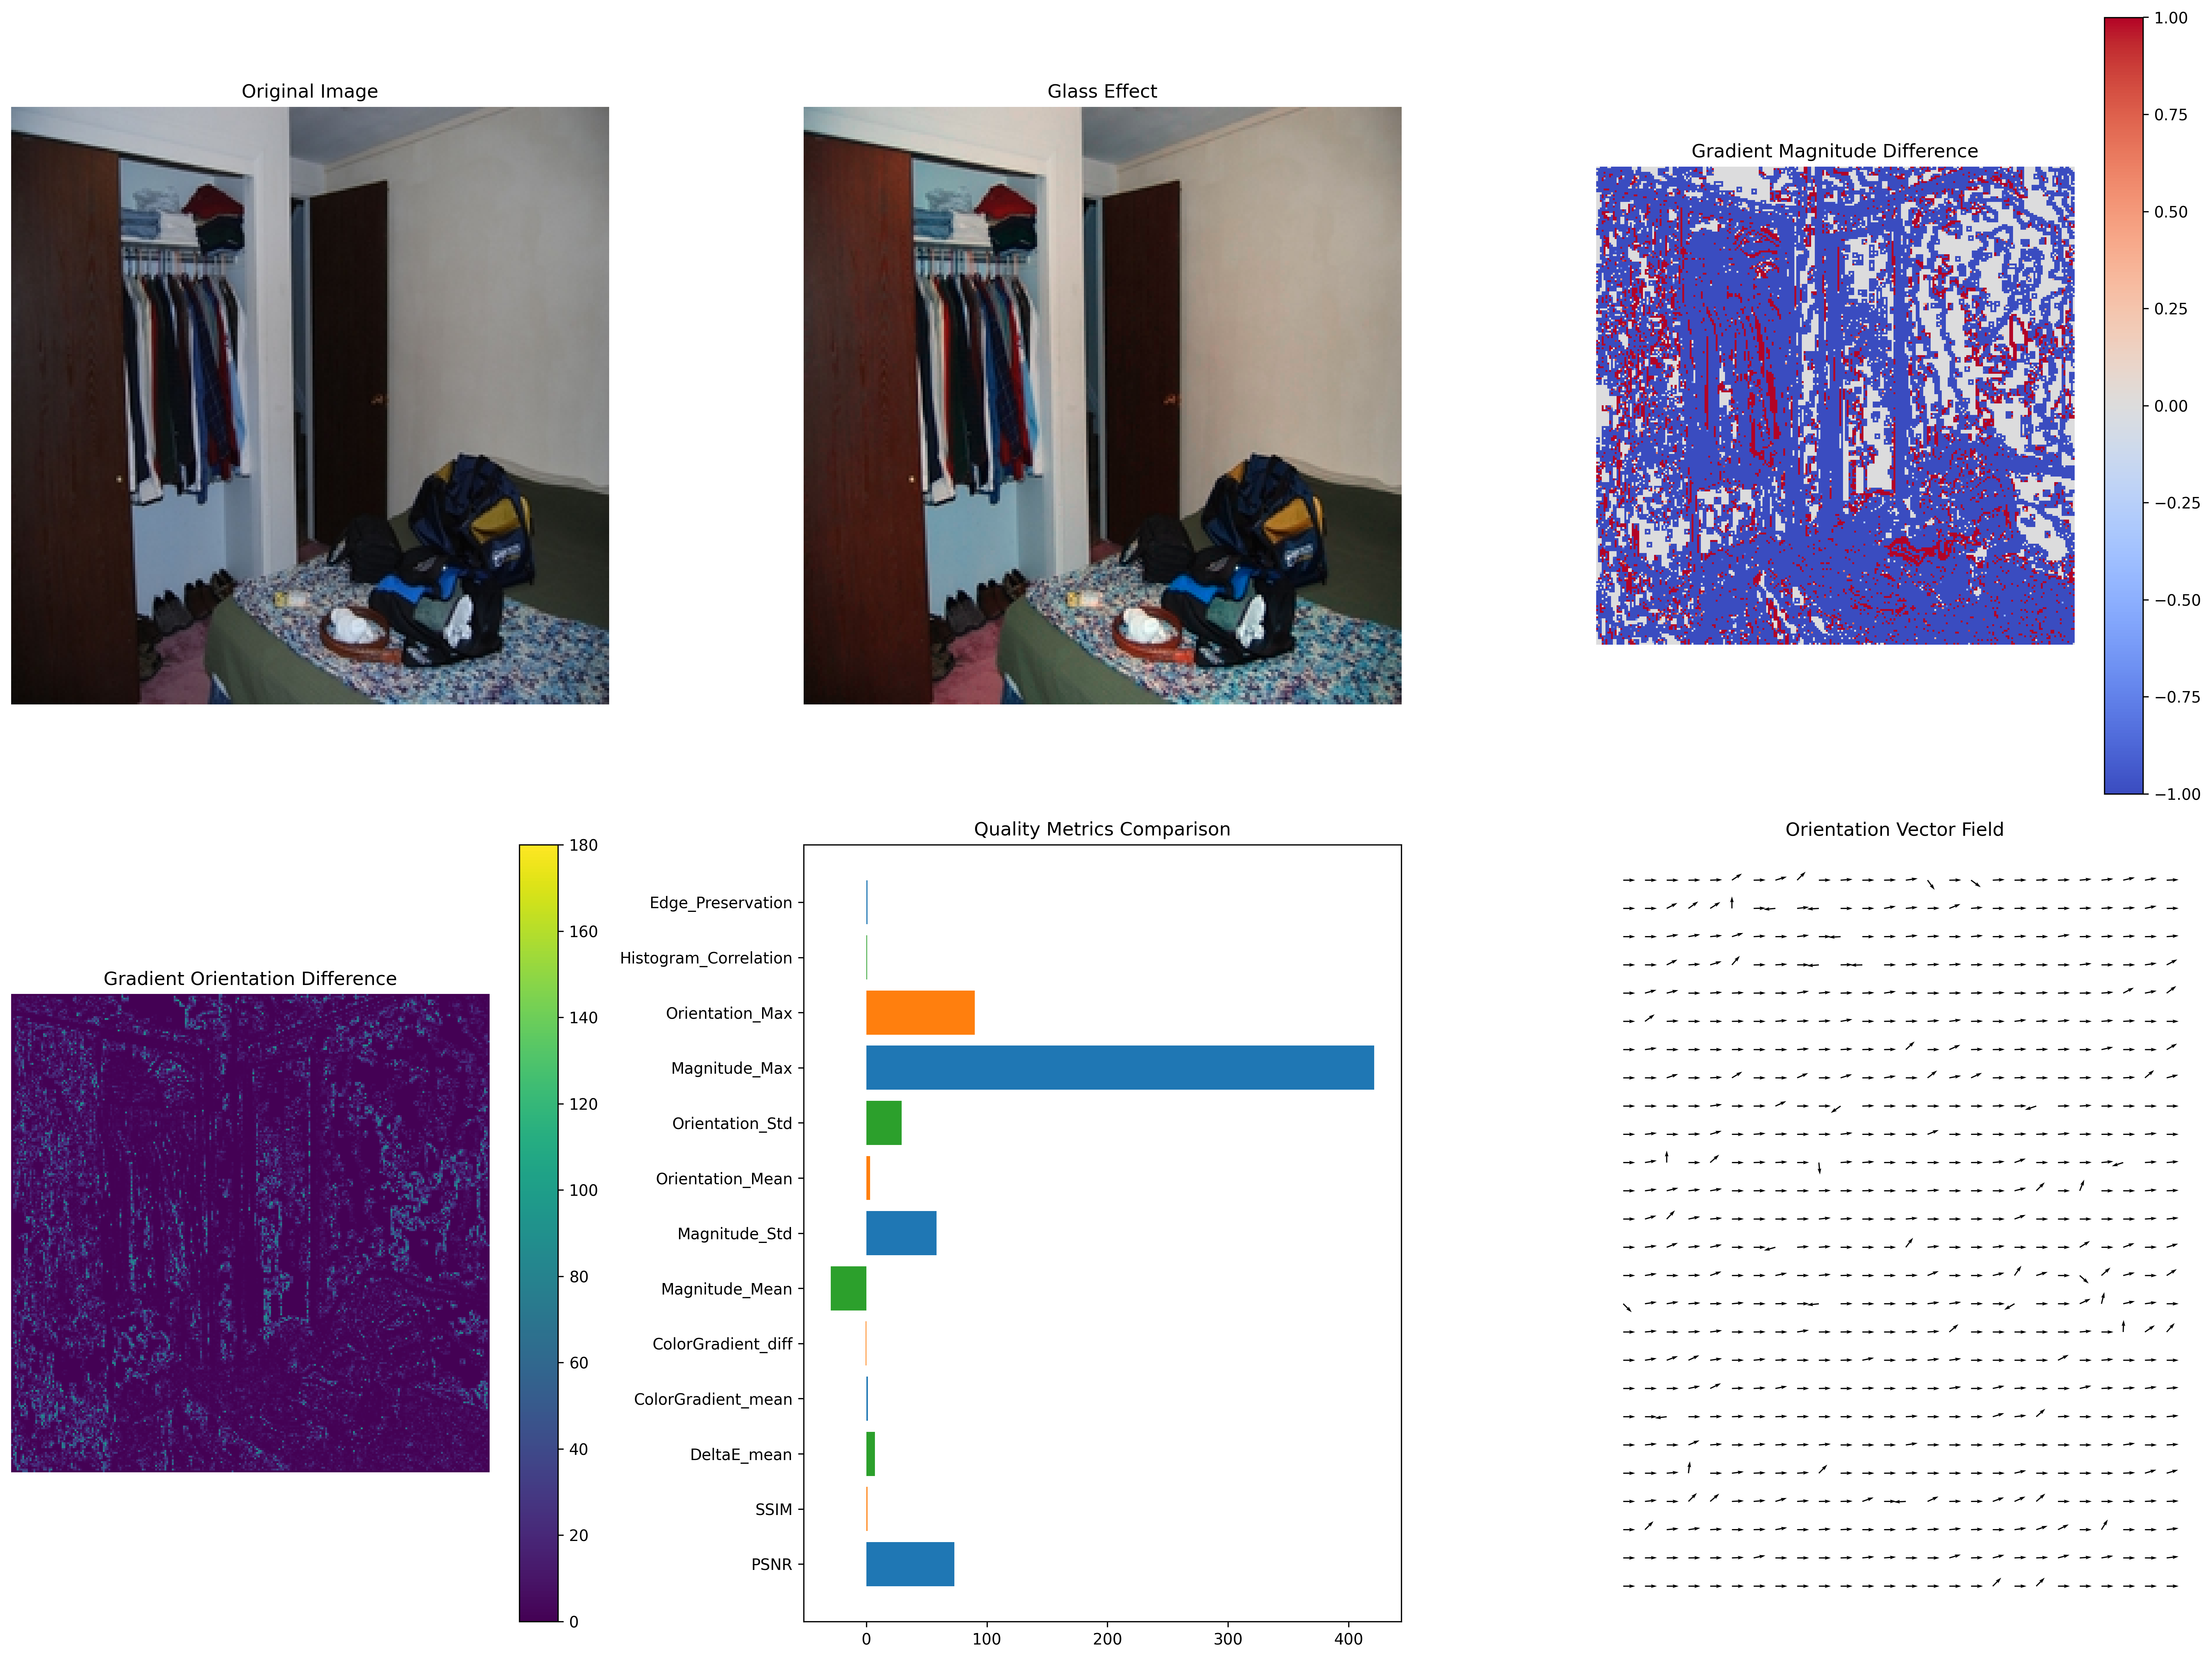 Original Image
Glass Effect
Gradient Magnitude Difference
1.00
0.75
0.50
0.25
0.00
−0.25
−0.50
−0.75
−1.00
Gradient Orientation Difference
180
160
140
120
100
80
60
40
20
0
Quality Metrics Comparison
Edge_Preservation
Histogram_Correlation
Orientation_Max
Magnitude_Max
Orientation_Std
Orientation_Mean
Magnitude_Std
Magnitude_Mean
ColorGradient_diff
ColorGradient_mean
DeltaE_mean
SSIM
PSNR
0 100 200 300 400
Orientation Vector Field